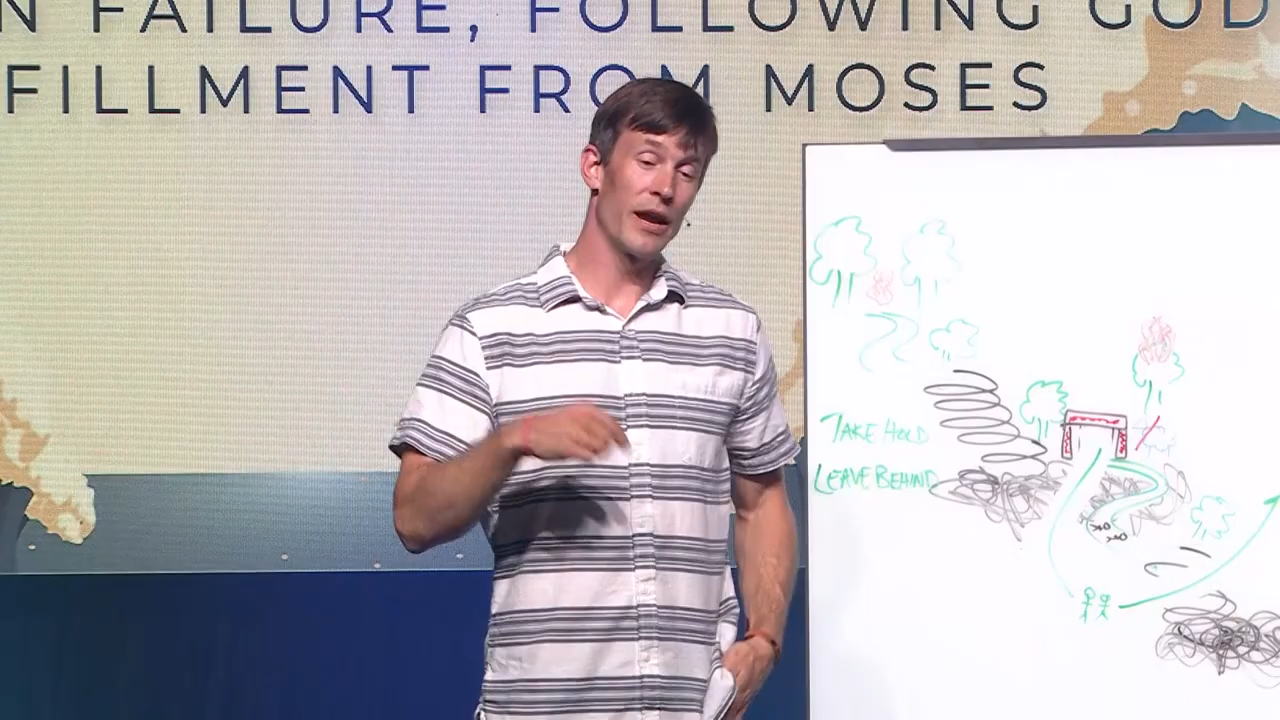 N FAILURE, FOLLOWING GOD
FILLMENT FROM MOSES
TAKE HOLD
LEAVE BEHIND